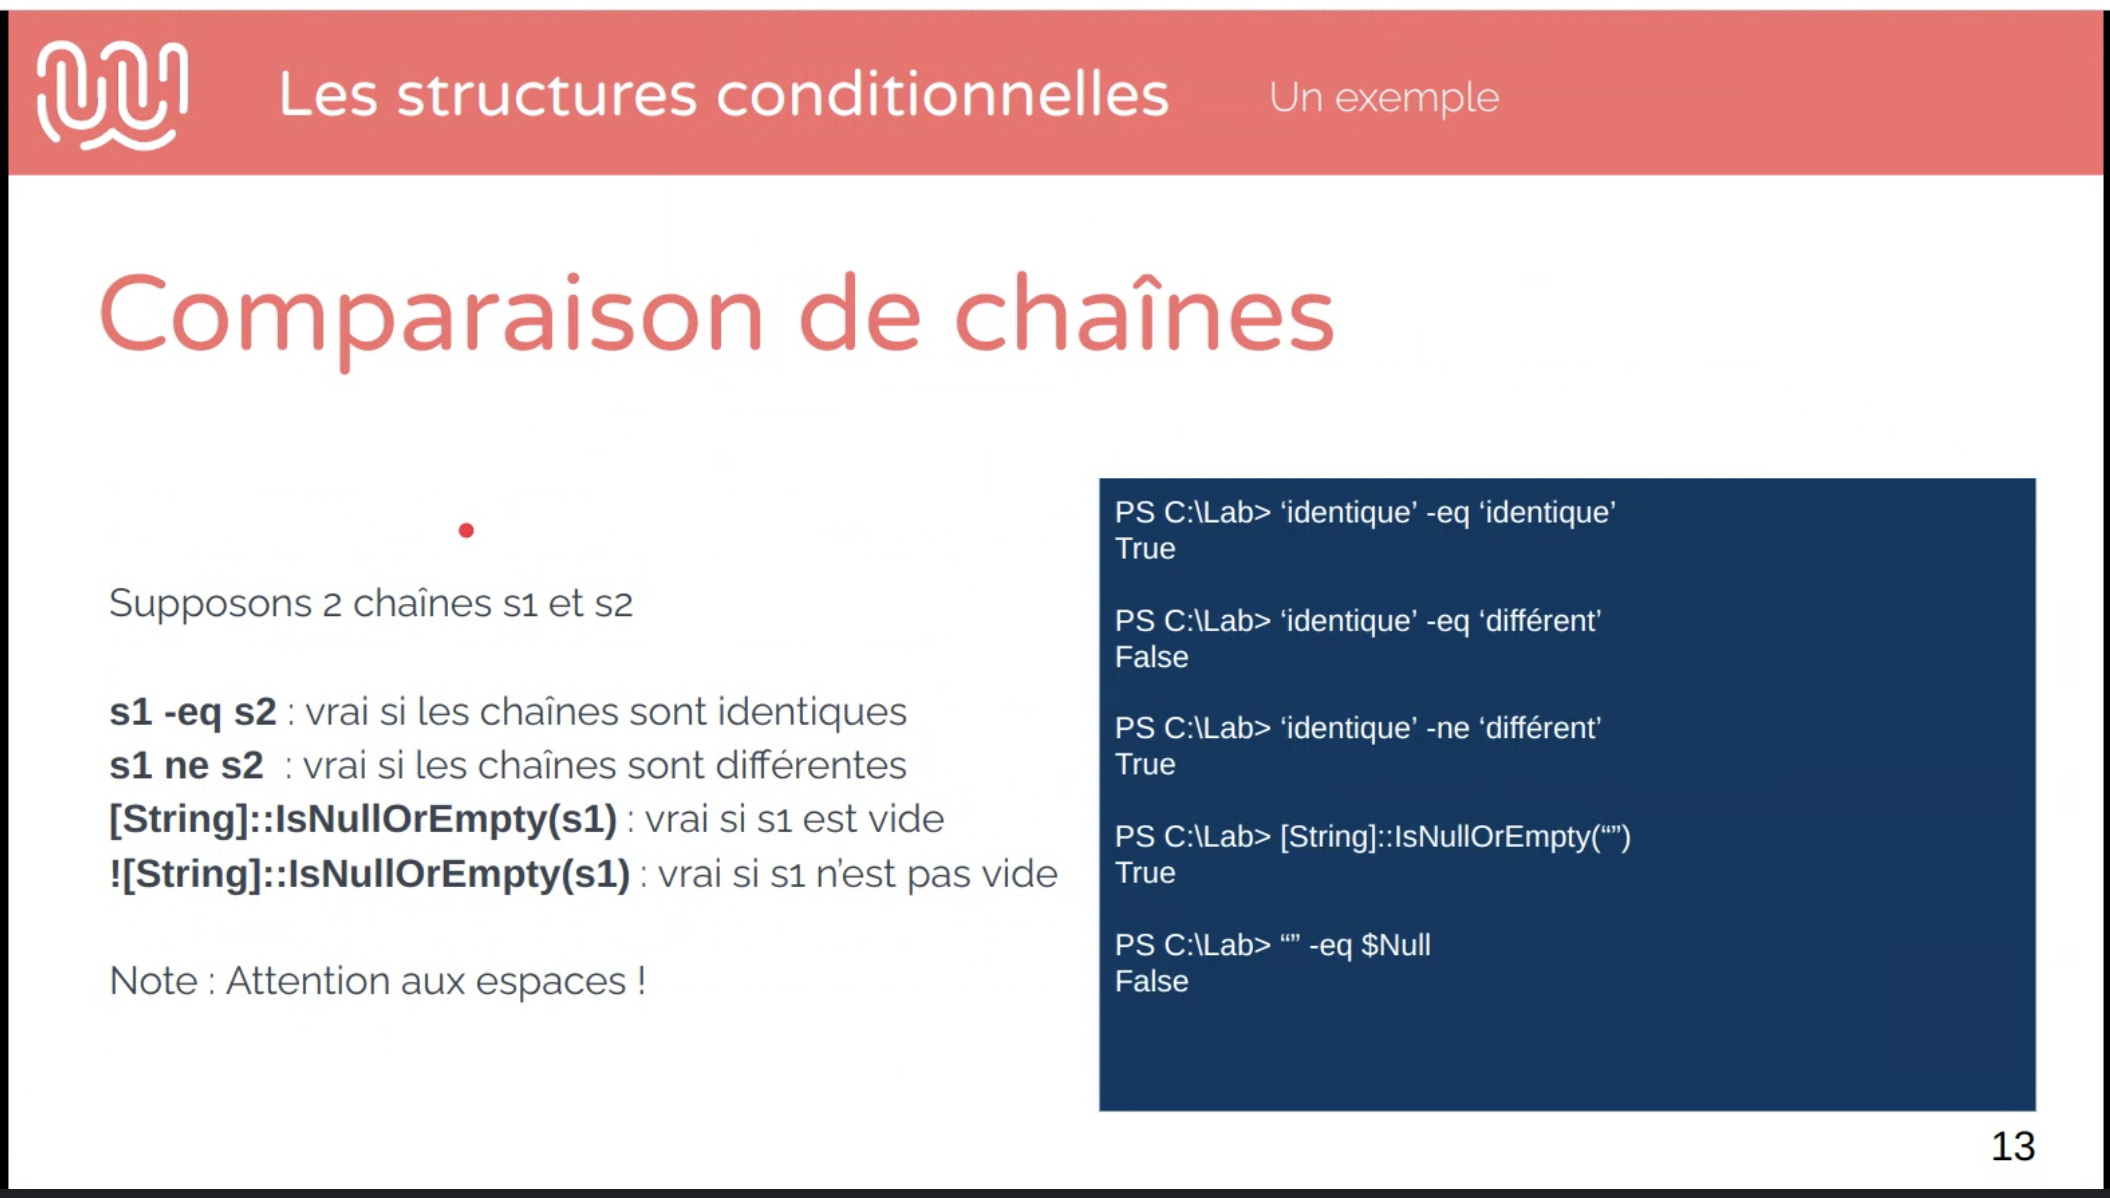 Les structures conditionnelles Un exemple
Comparaison de chaînes
Supposons 2 chaînes s1 et s2
s1 -eq s2 : vrai si les chaînes sont identiques
s1 ne s2 : vrai si les chaînes sont différentes
[String]::IsNullOrEmpty(s1) : vrai si s1 est vide
![String]::IsNullOrEmpty(s1) : vrai si s1 n'est pas vide
Note : Attention aux espaces !
PS C:\Lab> ‘identique’ -eq ‘identique’
True
PS C:\Lab> ‘identique’ -eq ‘différent’
False
PS C:\Lab> ‘identique’ -ne ‘différent’
True
PS C:\Lab> [String]::IsNullOrEmpty(“”)
True
PS C:\Lab> “” -eq $Null
False
13